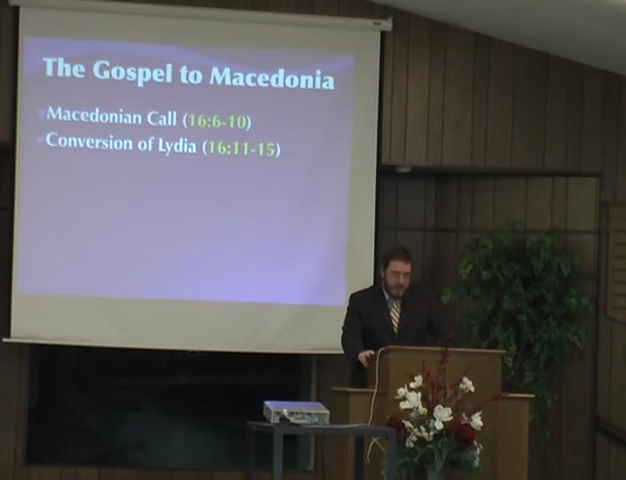 The Gospel to Macedonia
Macedonian Call (16:6-10)
Conversion of Lydia (16:11-15)